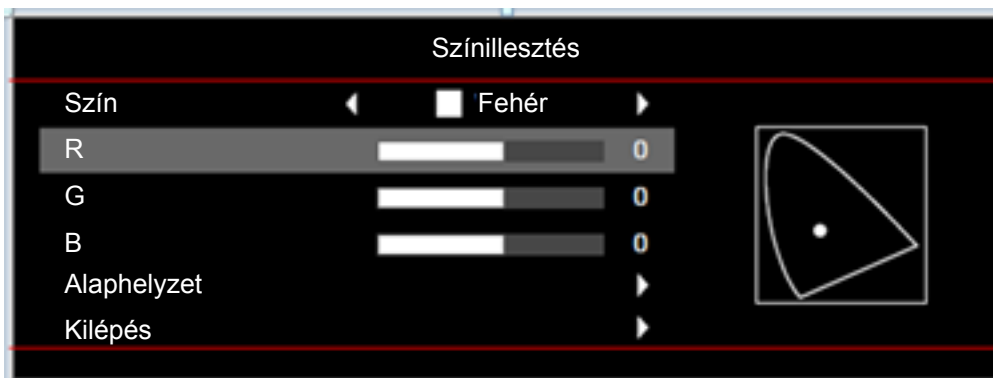 Színillesztés
Szín Fehér
R 0
G 0
B 0
Alaphelyzet
Kilépés